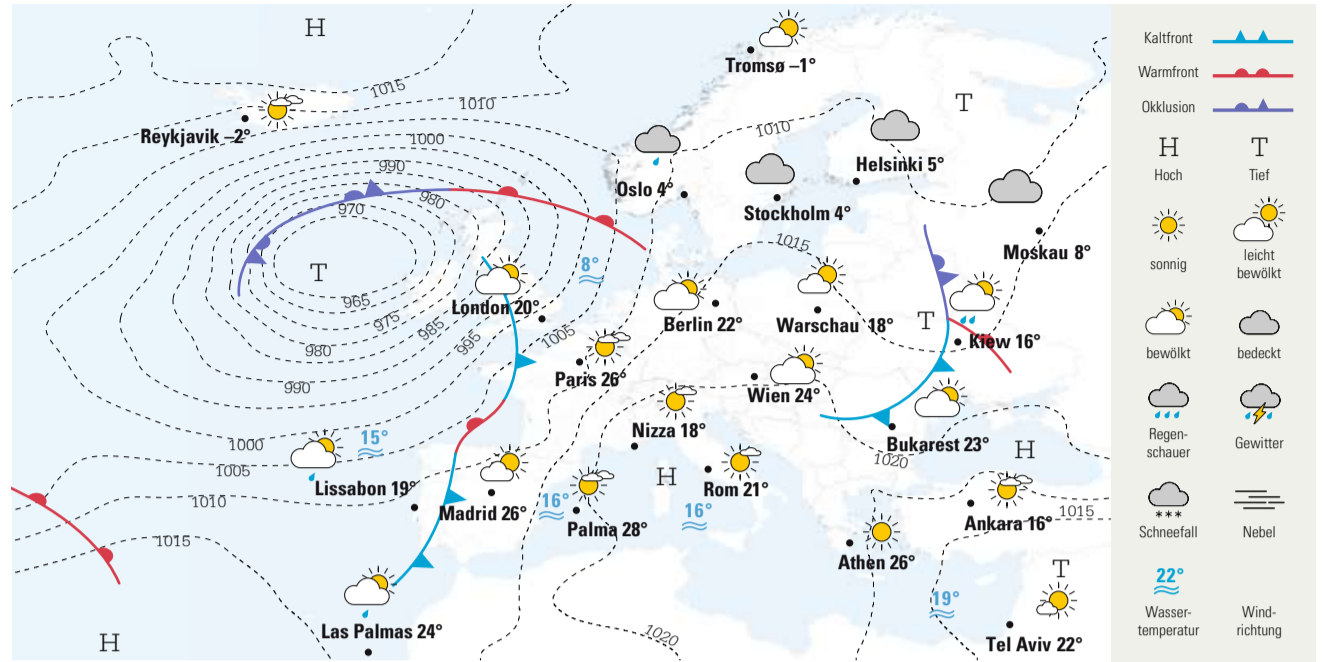 H
Tromsø –1°
1015
1010
T
Reykjavik –2°
1000
1010
990
Helsinki 5°
980
Oslo 4°
970
Stockholm 4°
Moskau 8°
1015
T
8°
965
London 20°
975
985
995
1005
Berlin 22°
Warschau 18°
T
Kiew 16°
980
Paris 26°
990
Wien 24°
Nizza 18°
Bukarest 23°
1000
15°
1020
H
1005
Lissabon 19°
H
Rom 21°
1010
Madrid 26°
16°
Palma 28°
16°
Ankara 16°
1015
1015
Athen 26°
T
19°
Las Palmas 24°
H
1020
Tel Aviv 22°
Kaltfront
Warmfront
Okklusion
H
T
Hoch
Tief
sonnig
leicht
bewölkt
bewölkt
bedeckt
Regen-
schauer
Gewitter
Schneefall
Nebel
22°
Wasser-
temperatur
Wind-
richtung